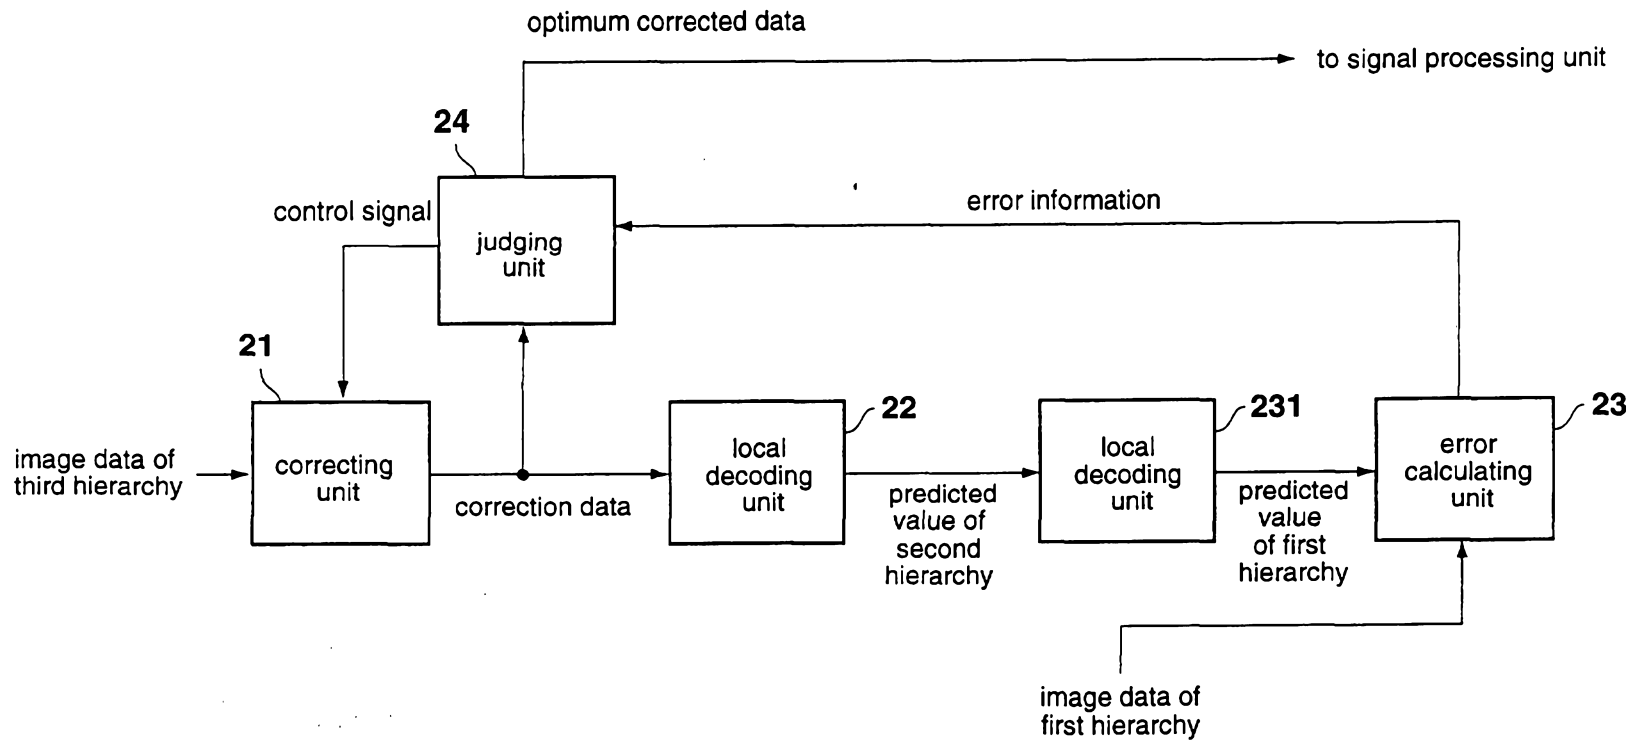 optimum corrected data
to signal processing unit
24
control signal
judging
unit
error information
21
image data of
third hierarchy
correcting
unit
correction data
22
local
decoding
unit
predicted
value of
second
hierarchy
231
local
decoding
unit
predicted
value
of first
hierarchy
23
error
calculating
unit
image data of
first hierarchy